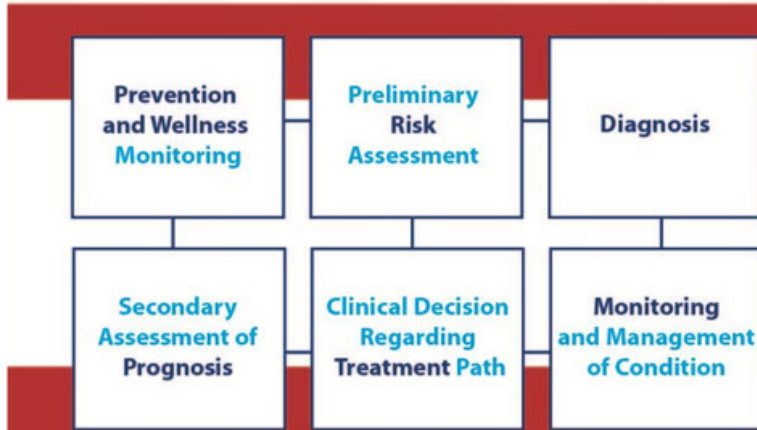 Prevention
and Wellness
Monitoring
Preliminary
Risk
Assessment
Diagnosis
Secondary
Assessment of
Prognosis
Clinical Decision
Regarding
Treatment Path
Monitoring
and Management
of Condition